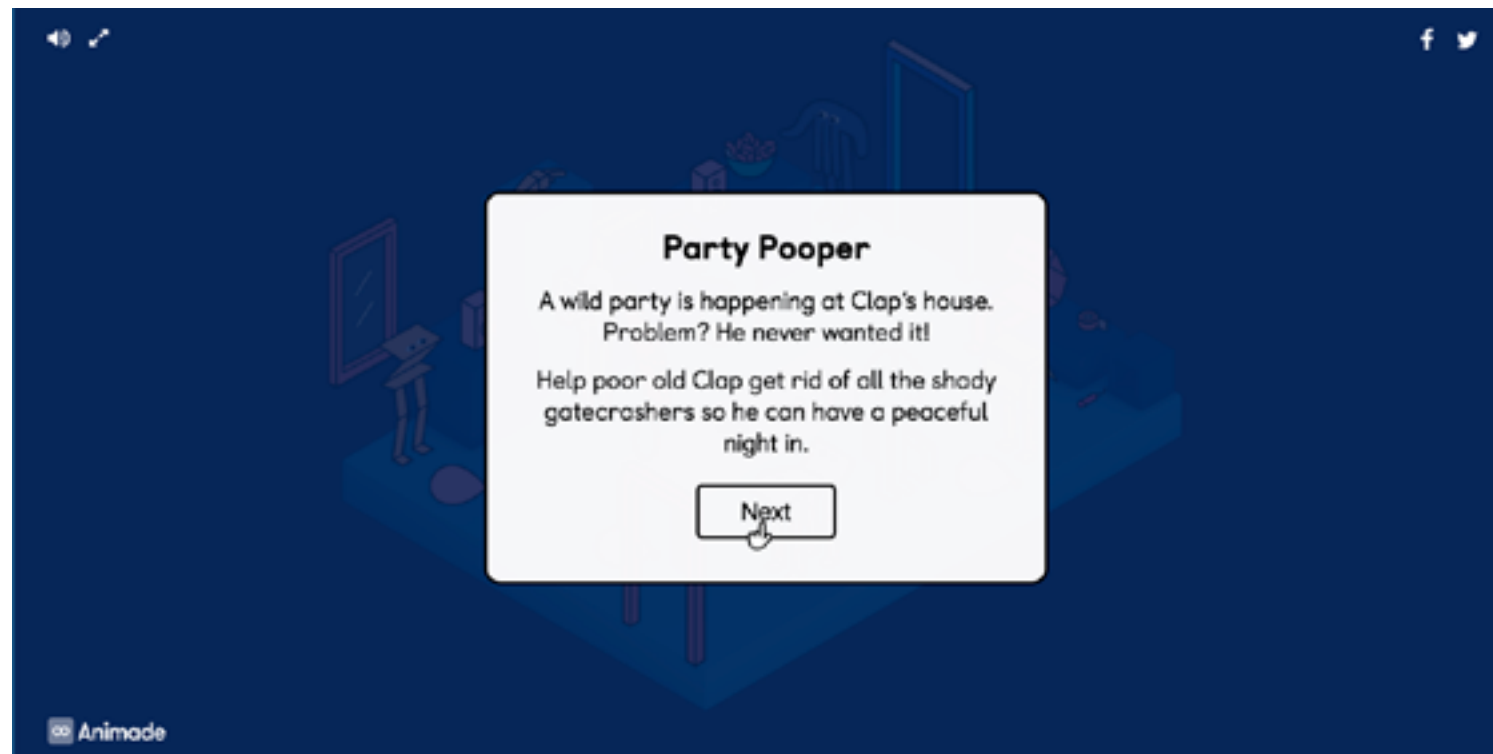 Party Pooper
A wild party is happening at Clap's house.
Problem? He never wanted it!
Help poor old Clap get rid of all the shady
gatecrashers so he can have a peaceful
night in.
Next
Animade